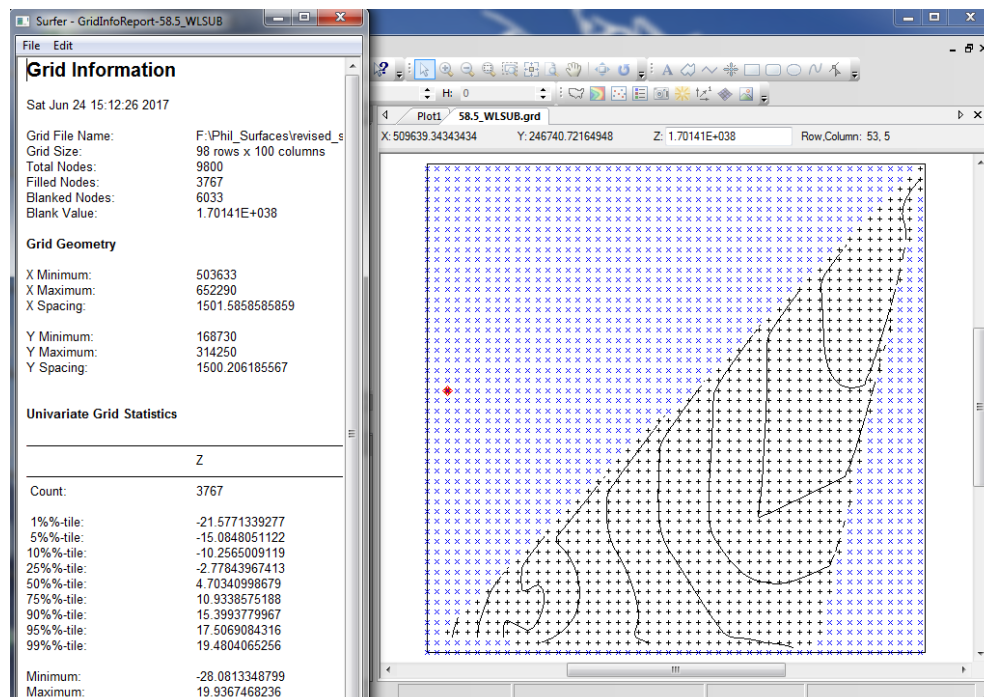 Surfer - GridInfoReport-58.5_WLSUB
File Edit
Grid Information
Sat Jun 24 15:12:26 2017
Grid File Name: F:\Phil_Surfaces\revised_s
Grid Size: 98 rows x 100 columns
Total Nodes: 9800
Filled Nodes: 3767
Blanked Nodes: 6033
Blank Value: 1.70141E+038
Grid Geometry
X Minimum: 503633
X Maximum: 652290
X Spacing: 1501.5858585859
Y Minimum: 168730
Y Maximum: 314250
Y Spacing: 1500.206185567
Univariate Grid Statistics
Z
Count: 3767
1%%-tile: -21.5771339277
5%%-tile: -15.0848051122
10%%-tile: -10.2565009119
25%%-tile: -2.77843967413
50%%-tile: 4.70340998679
75%%-tile: 10.9338575188
90%%-tile: 15.3993779967
95%%-tile: 17.5069084316
99%%-tile: 19.4804065256
Minimum: -28.0813348799
Maximum: 19.9367468236
H: 0
Plot1 58.5_WLSUB.grd
X: 509639.34343434 Y: 246740.72164948 Z: 1.70141E+038 Row,Column: 53, 5